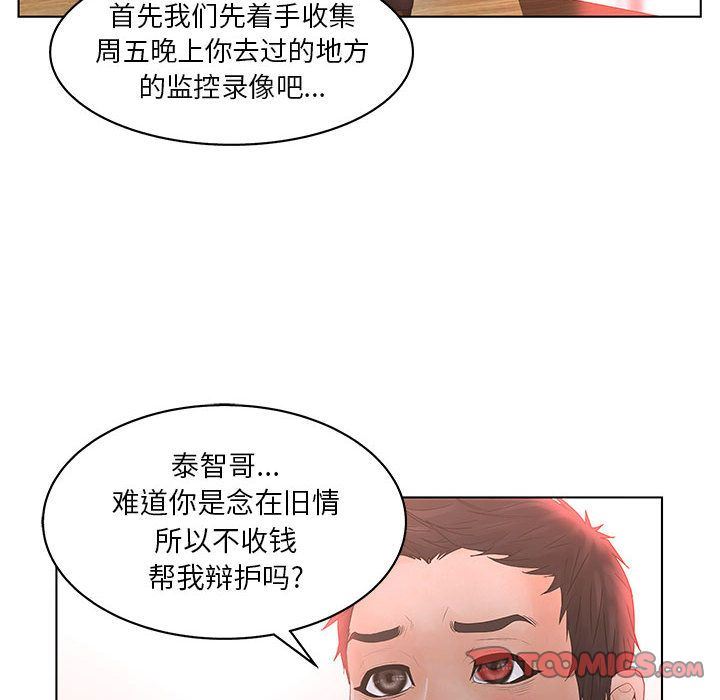 首先我们先着手收集
周五晚上你去过的地方
的监控录像吧...
泰智哥...
难道你是念在旧情
所以不收钱
帮我辩护吗?
TOOMICS.com